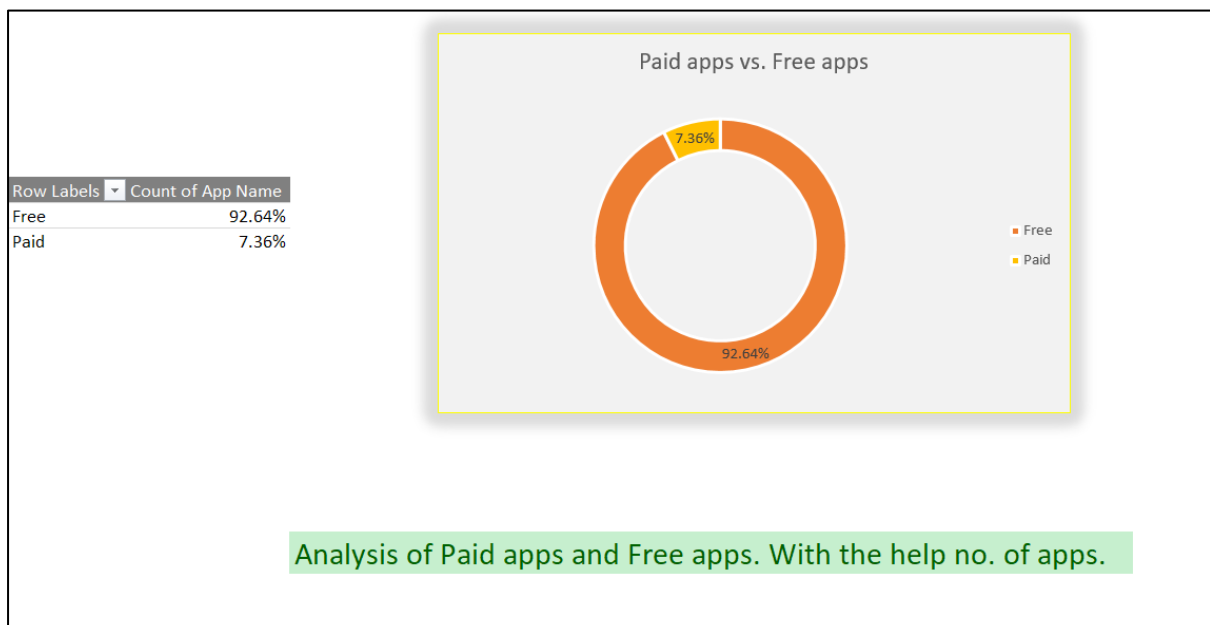 Paid apps vs. Free apps
7.36%
92.64%
Free
Paid
Row Labels Count of App Name
Free 92.64%
Paid 7.36%
Analysis of Paid apps and Free apps. With the help no. of apps.